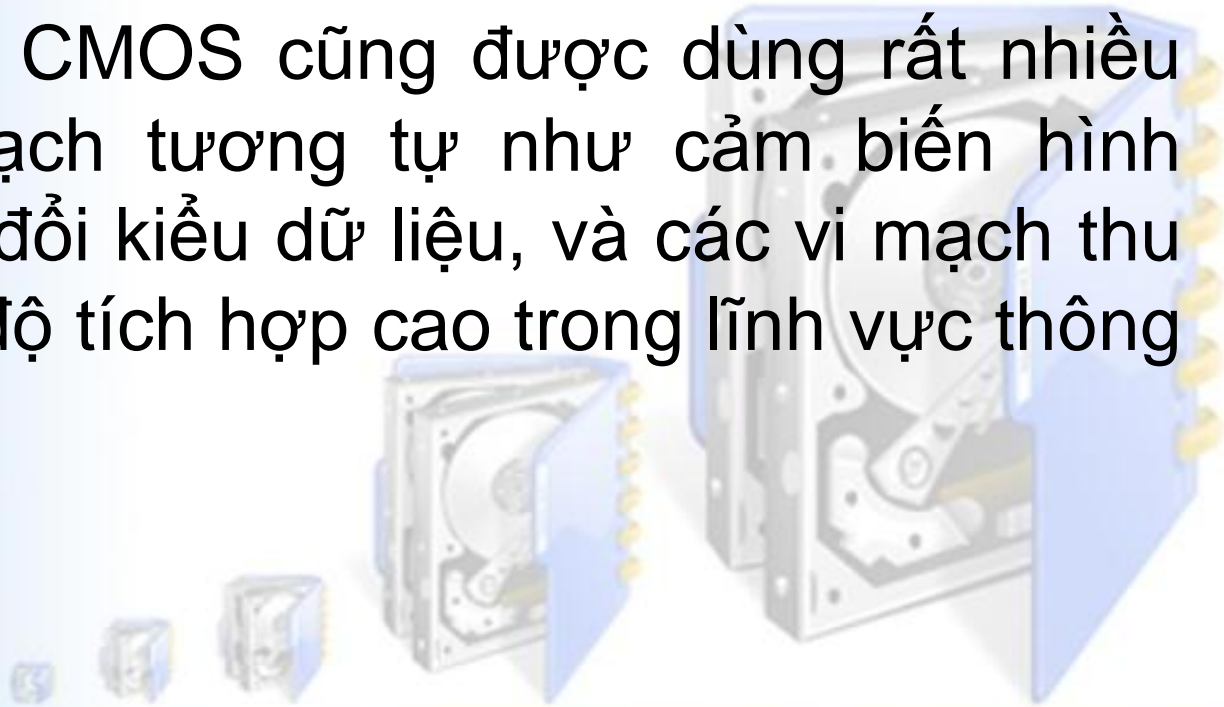 CMOS cũng được dùng rất nhiều
ạch tương tự như cảm biến hình
đổi kiểu dữ liệu, và các vi mạch thu
độ tích hợp cao trong lĩnh vực thông